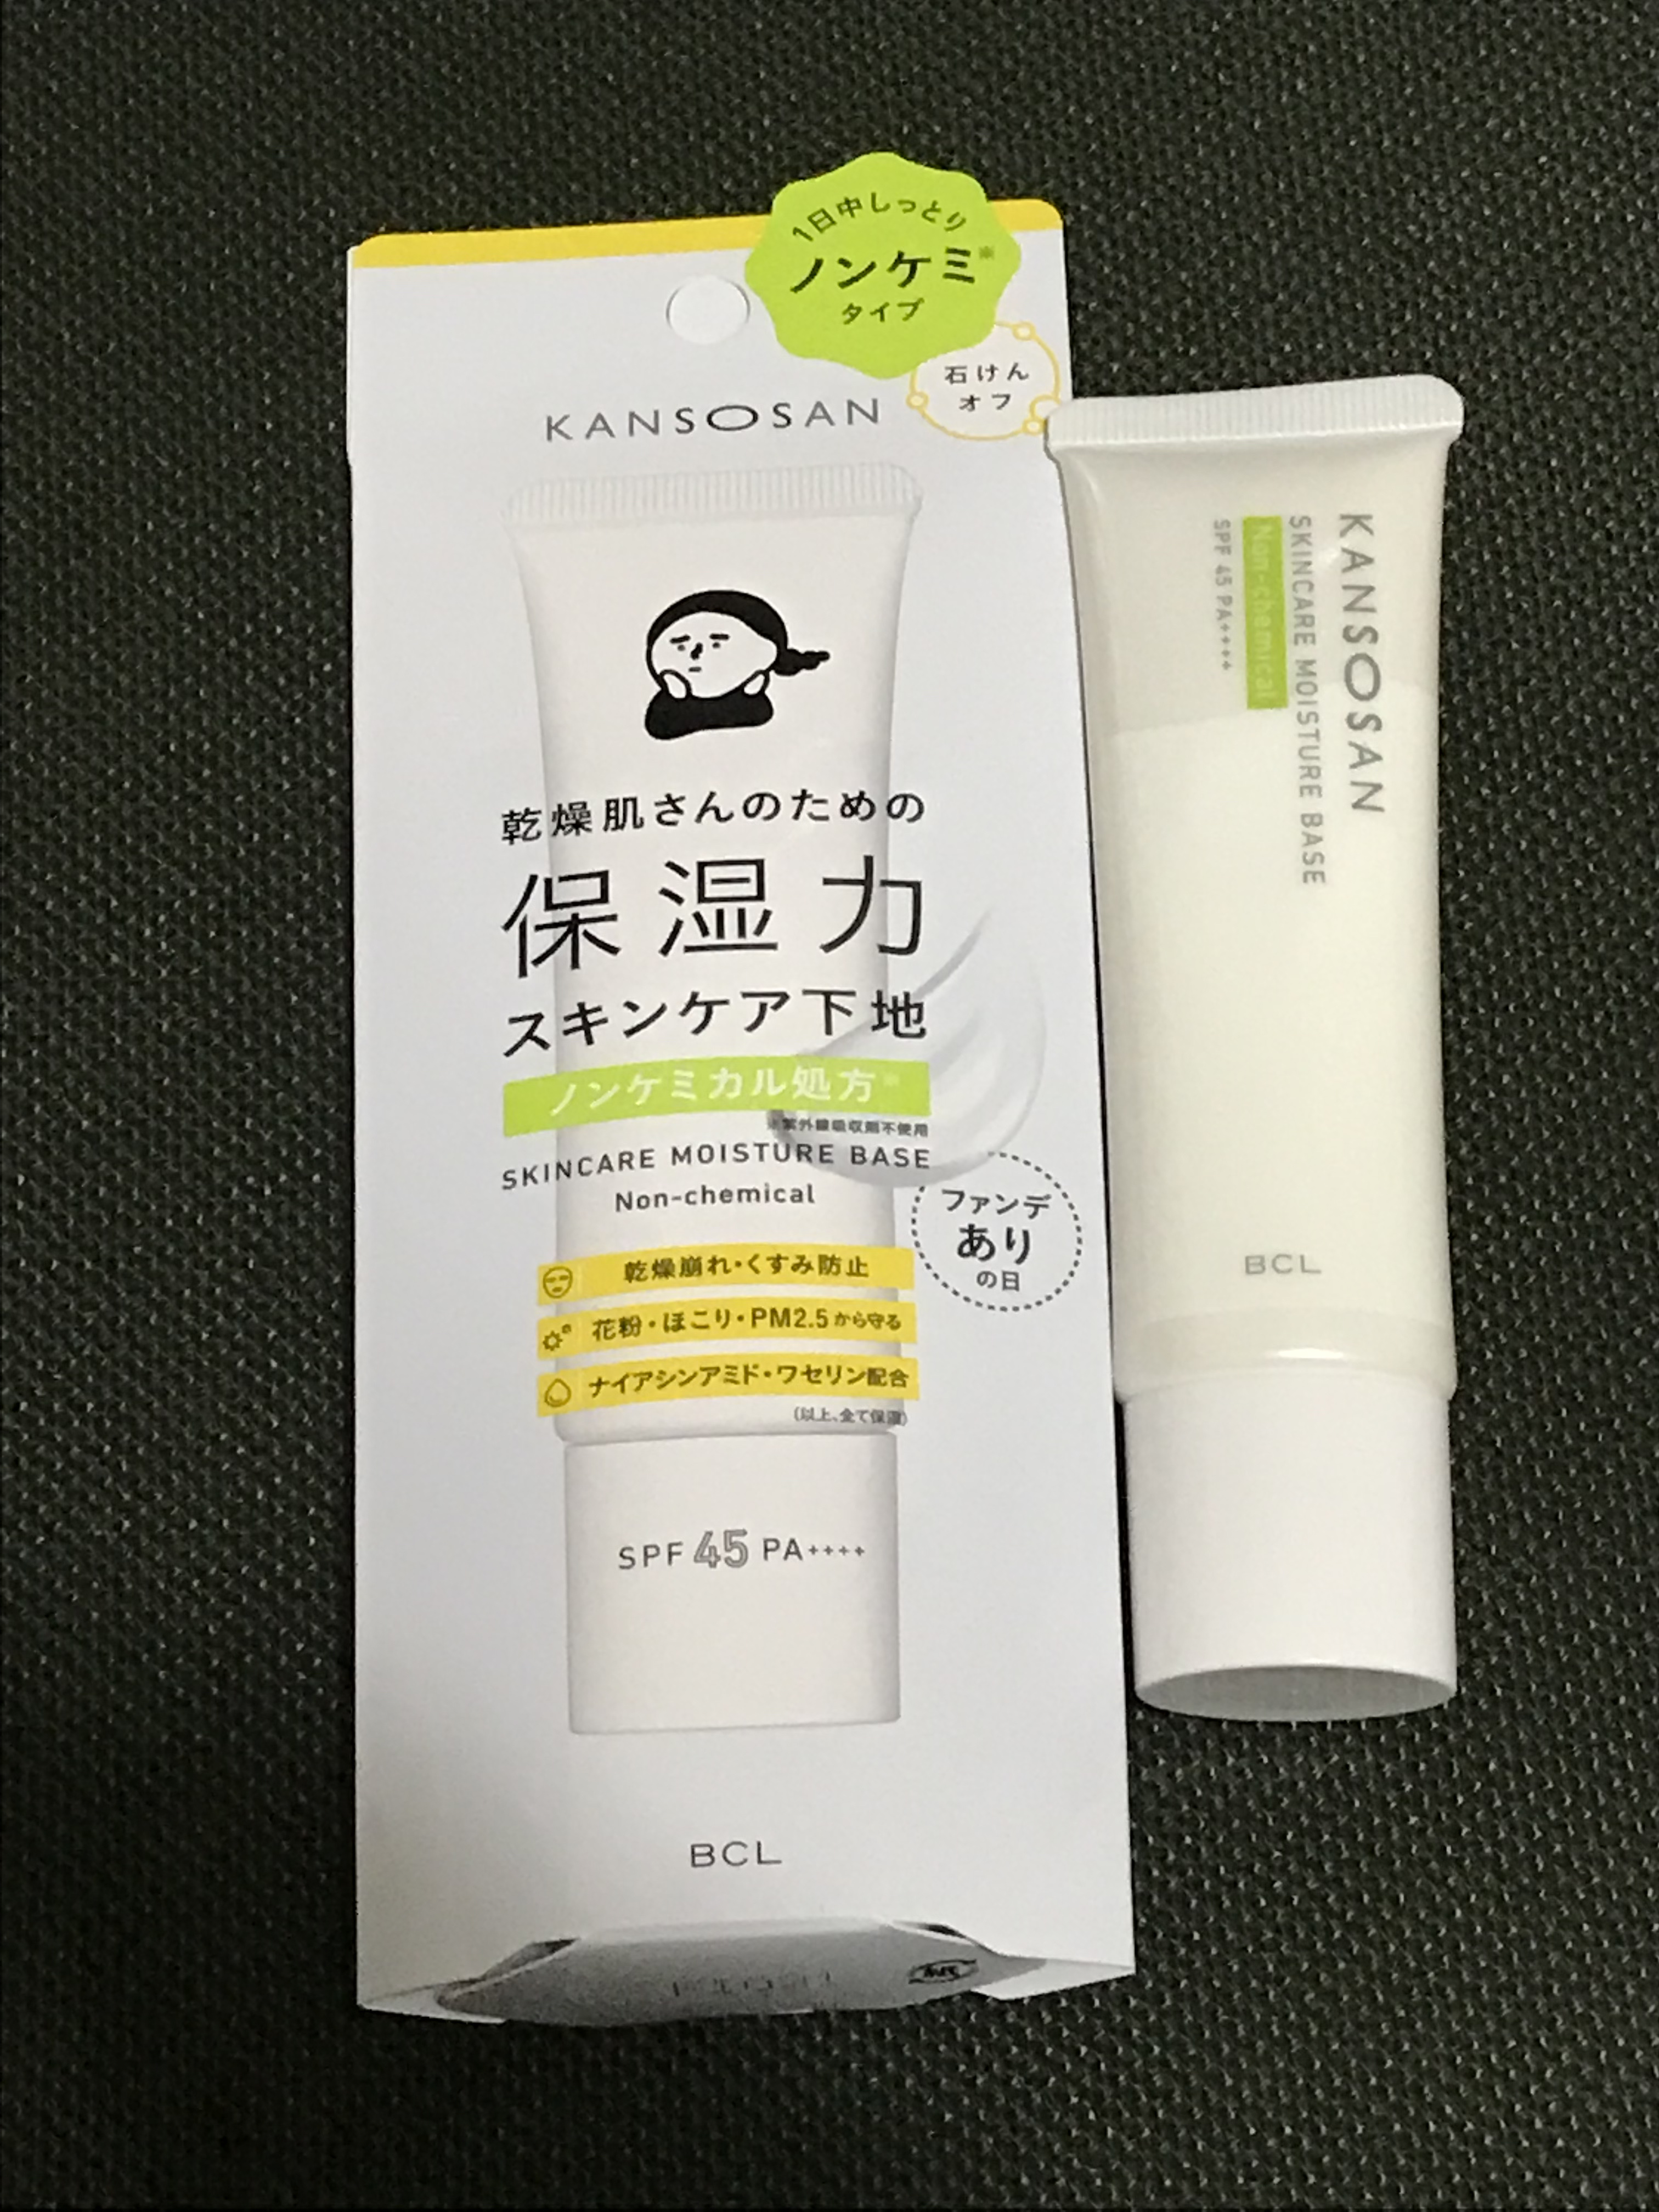 1日中しっとり
ノンケミ※
タイプ
石けん
オフ
KANSOSAN
乾燥肌さんのための
保湿力
スキンケア下地
ノンケミカル処方※
※紫外線吸収剤不使用
SKINCARE MOISTURE BASE
Non-chemical
ファンデ
あり
の日
乾燥崩れ・くすみ防止
花粉・ほこり・PM2.5から守る
ナイアシンアミド・ワセリン配合
(以上、全て保湿)
SPF 45 PA++++
BCL
KANSOSAN
SKINCARE MOISTURE BASE
Non-chemical
SPF 45 PA++++
BCL